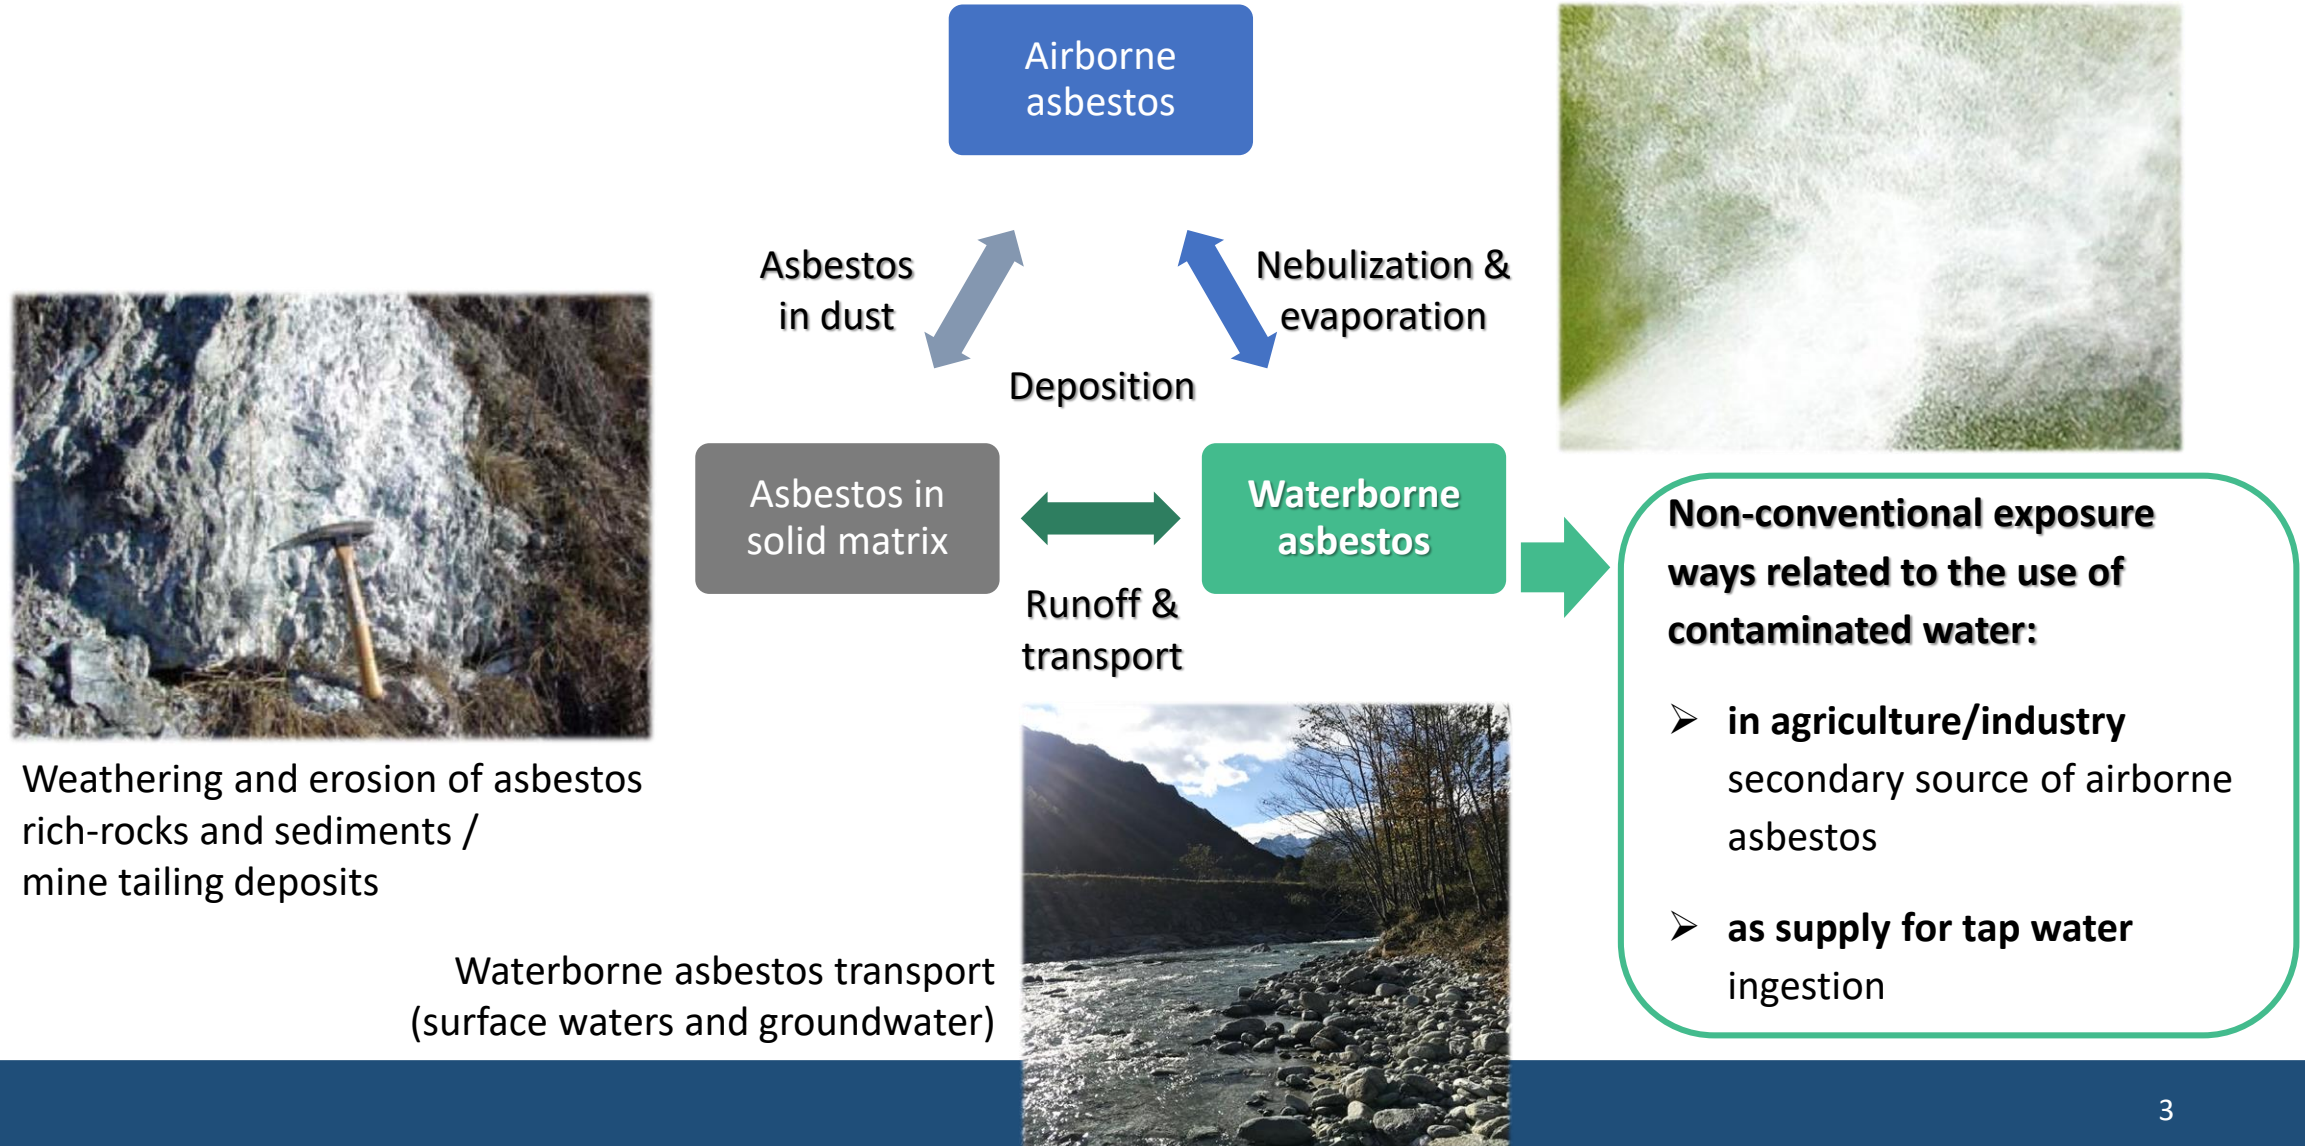 Airborne
asbestos
Asbestos
in dust
Nebulization &
evaporation
Deposition
Asbestos in
solid matrix
Waterborne
asbestos
Runoff &
transport
Weathering and erosion of asbestos
rich-rocks and sediments /
mine tailing deposits
Waterborne asbestos transport
(surface waters and groundwater)
Non-conventional exposure
ways related to the use of
contaminated water:
➢ in agriculture/industry
secondary source of airborne
asbestos
➢ as supply for tap water
ingestion
3